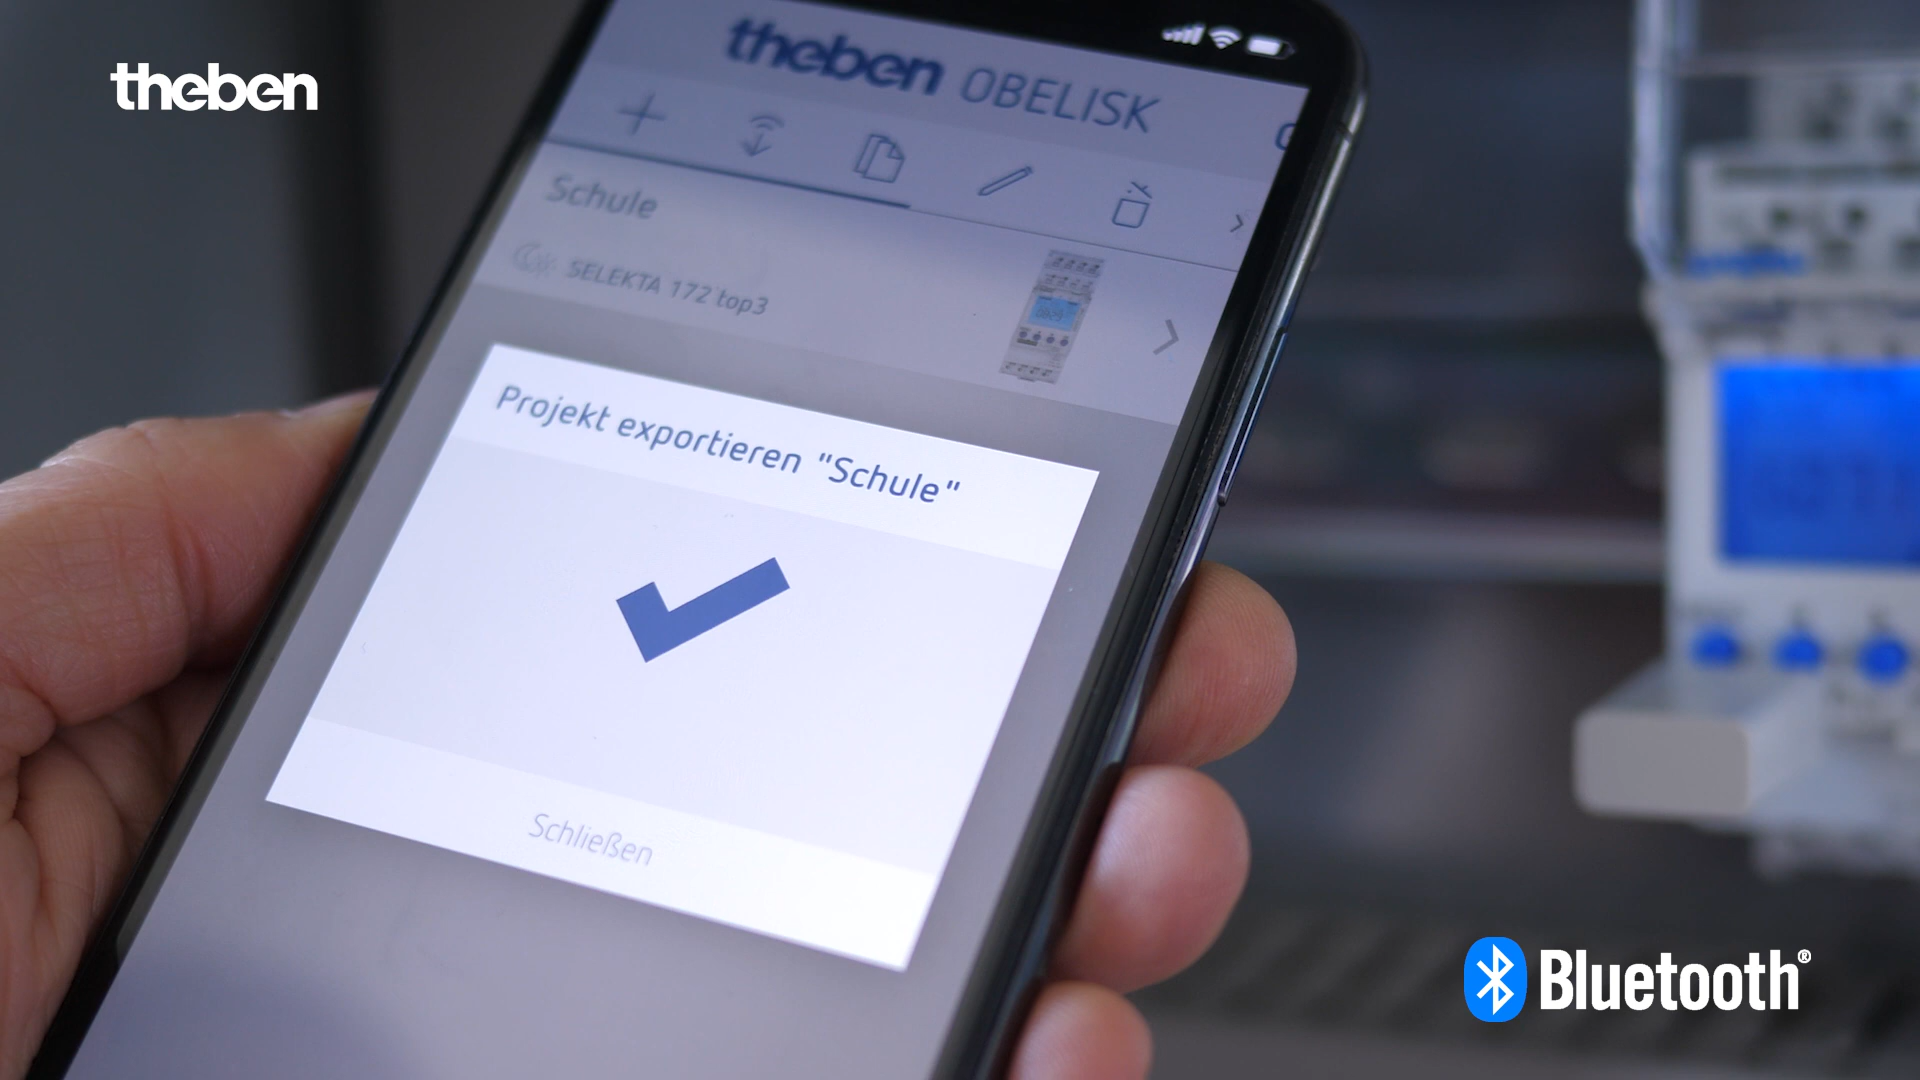 theben
theben OBELISK
Schule
SELEKTA 172 top3
Projekt exportieren "Schule"
Schließen
Bluetooth®